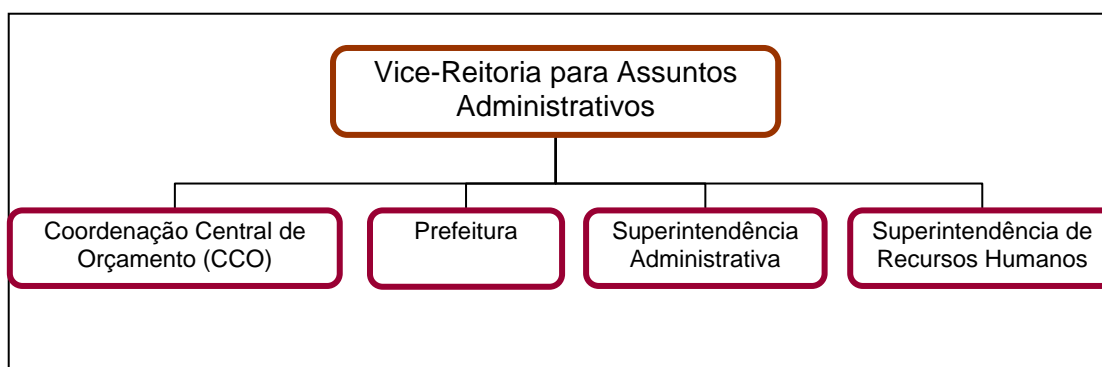 Vice-Reitoria para Assuntos
Administrativos
Coordenação Central de
Orçamento (CCO)
Prefeitura
Superintendência
Administrativa
Superintendência de
Recursos Humanos